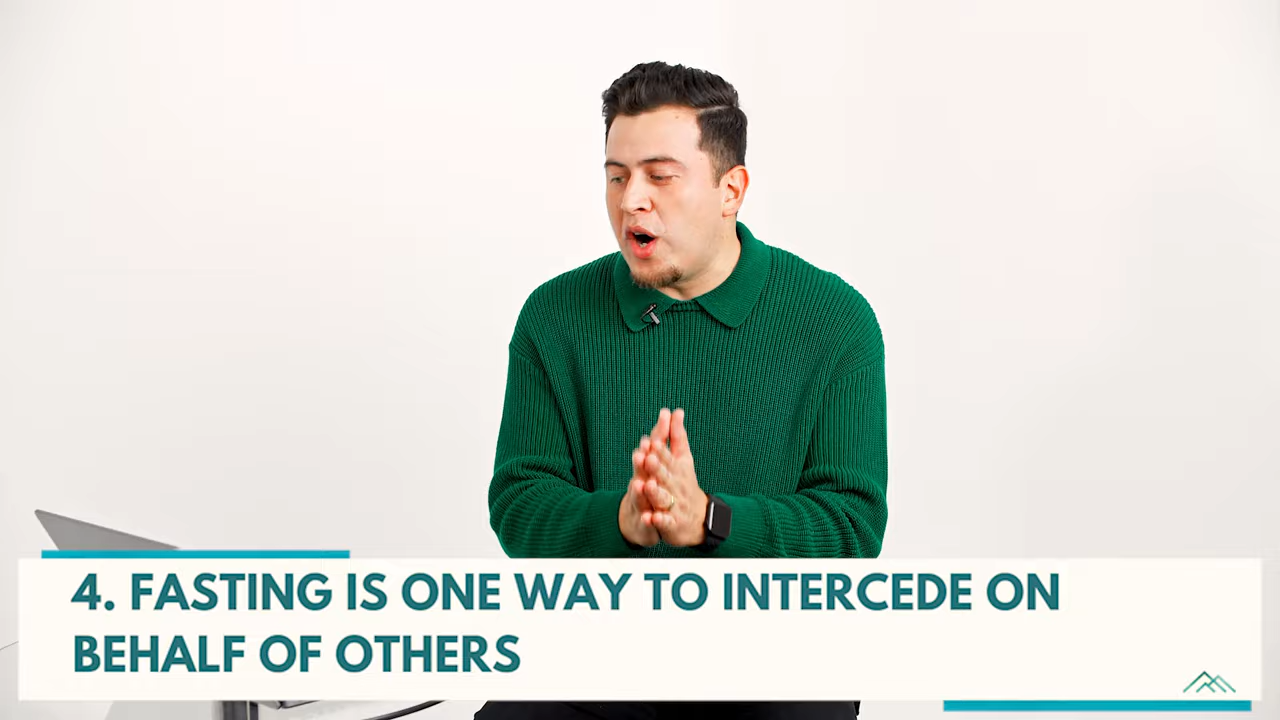 4. FASTING IS ONE WAY TO INTERCEDE ON
BEHALF OF OTHERS